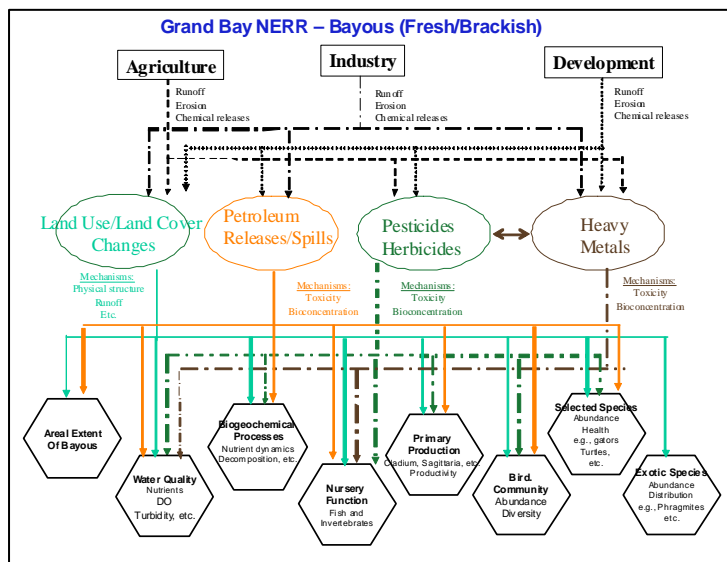 Grand Bay NERR – Bayous (Fresh/Brackish)
Agriculture
Industry
Development
Runoff
Erosion
Chemical releases
Runoff
Erosion
Chemical releases
Runoff
Erosion
Chemical releases
Land Use/Land Cover
Changes
Petroleum
Releases/Spills
Pesticides
Herbicides
Heavy
Metals
Mechanisms:
Physical structure
Runoff
Etc.
Mechanisms:
Toxicity
Bioconcentration
Mechanisms:
Toxicity
Bioconcentration
Mechanisms:
Toxicity
Bioconcentration
Areal Extent
Of Bayous
Water Quality
Nutrients
DO
Turbidity, etc.
Biogeochemical
Processes
Nutrient dynamics
Decomposition, etc.
Nursery
Function
Fish and
Invertebrates
Primary
Production
Cladium, Sagittaria, etc.
Productivity
Bird.
Community
Abundance
Diversity
Selected Species
Abundance
Health
e.g., gators
Turtles,
etc.
Exotic Species
Abundance
Distribution
e.g., Phragmites
etc.